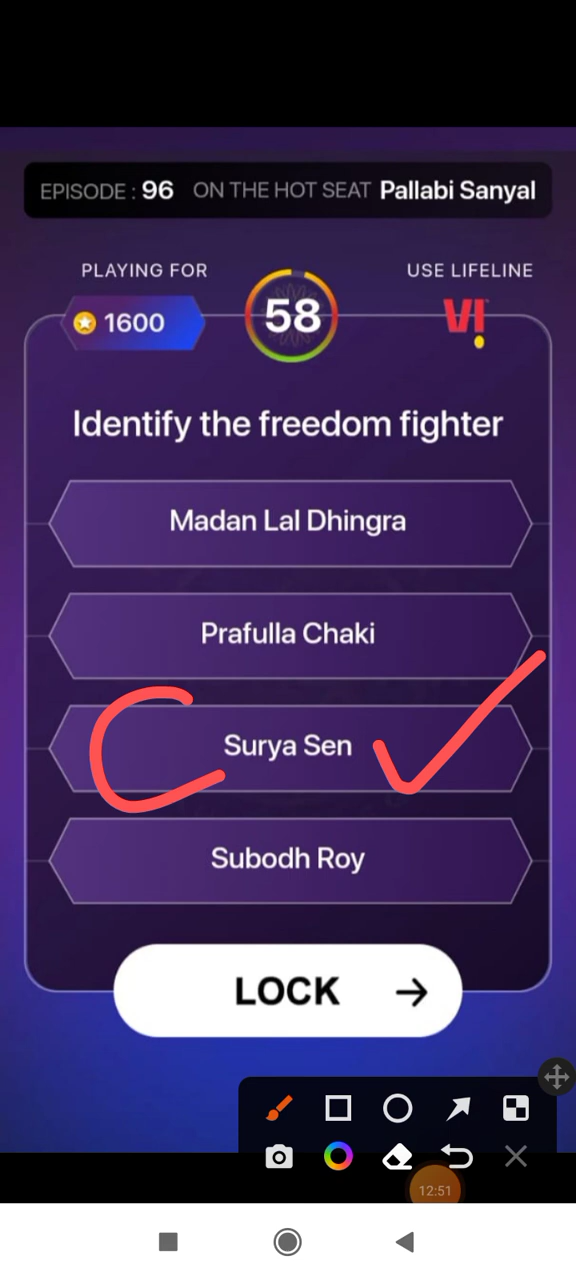 EPISODE : 96 ON THE HOT SEAT Pallabi Sanyal
PLAYING FOR
USE LIFELINE
1600
58
VI
Identify the freedom fighter
Madan Lal Dhingra
Prafulla Chaki
C
Surya Sen
Subodh Roy
LOCK
12:51